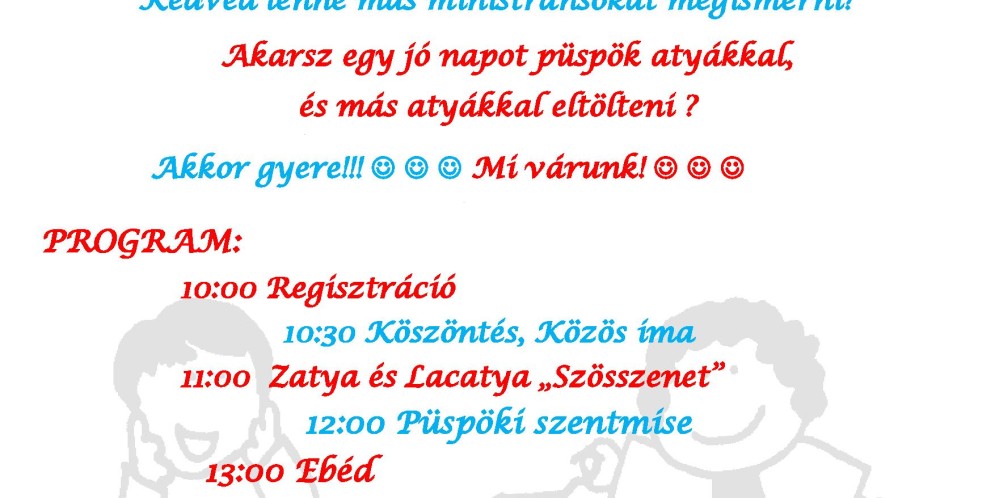 Kedved lenne más ministránsokat megismerni?
Akarsz egy jó napot püspök atyákkal,
és más atyákkal eltölteni ?
Akkor gyere!!! ☺ ☺ ☺ Mi várunk! ☺ ☺ ☺
PROGRAM:
10:00 Regisztráció
10:30 Köszöntés, Közös ima
11:00 Zatya és Lacatya „Szösszenet”
12:00 Püspöki szentmise
13:00 Ebéd